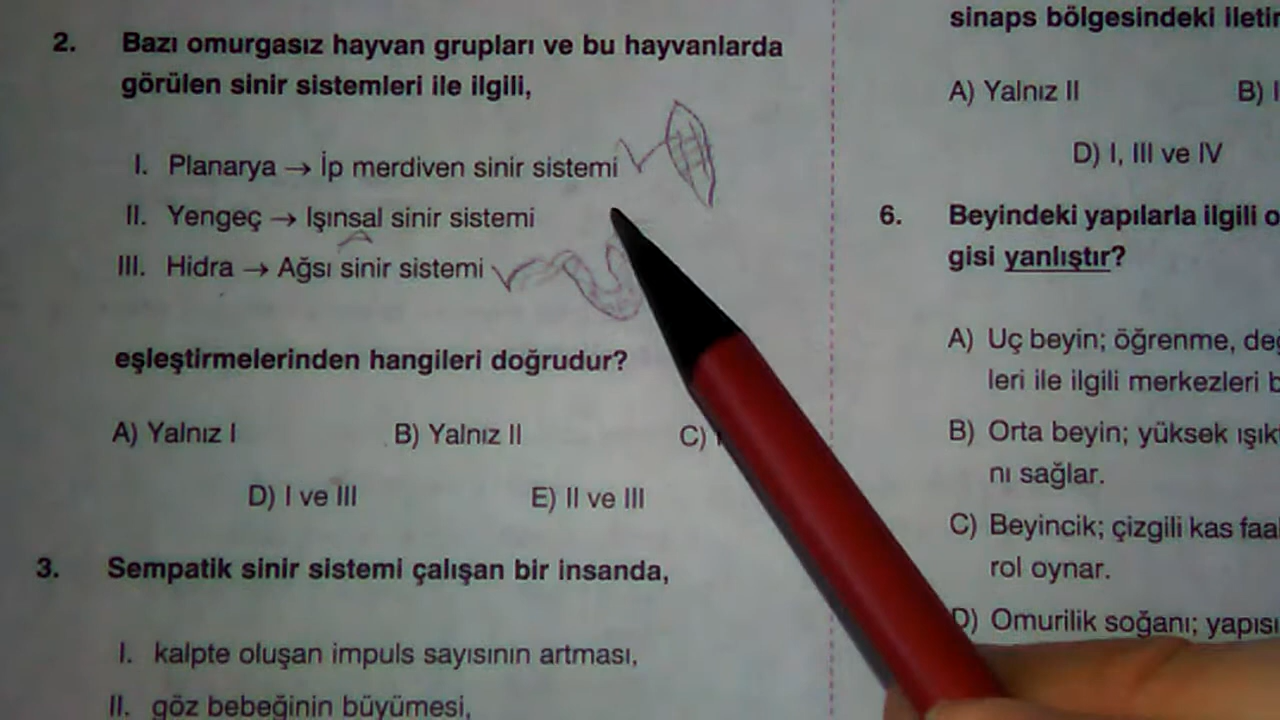 2. Bazı omurgasız hayvan grupları ve bu hayvanlarda
görülen sinir sistemleri ile ilgili,
I. Planarya → İp merdiven sinir sistemi
II. Yengeç → Işınsal sinir sistemi
III. Hidra → Ağsı sinir sistemi
eşleştirmelerinden hangileri doğrudur?
A) Yalnız I B) Yalnız II C)
D) I ve III E) II ve III
3. Sempatik sinir sistemi çalışan bir insanda,
I. kalpte oluşan impuls sayısının artması,
II. göz bebeğinin büyümesi,
sinaps bölgesindeki
A) Yalnız II B)
D) I, III ve IV
6. Beyindeki yapılarla ilgili
gisi yanlıştır?
A) Uç beyin; öğrenme,
leri ile ilgili merkezleri
B) Orta beyin; yüksek
nı sağlar.
C) Beyincik; çizgili kas
rol oynar.
D) Omurilik soğanı;